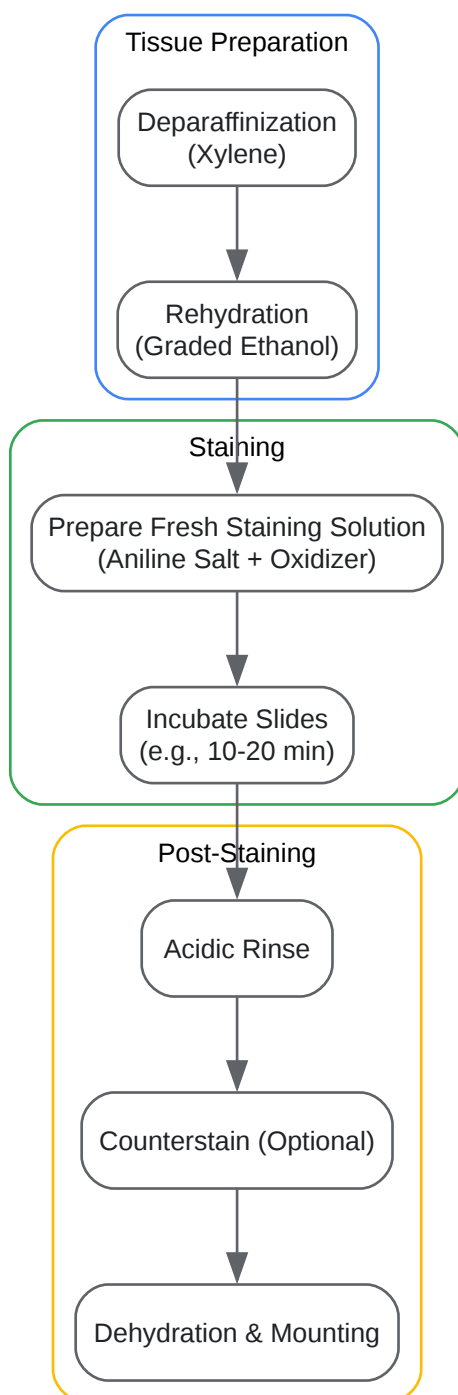 Tissue Preparation
Deparaffinization
(Xylene)
Rehydration
(Graded Ethanol)
Staining
Prepare Fresh Staining Solution
(Aniline Salt + Oxidizer)
Incubate Slides
(e.g., 10-20 min)
Post-Staining
Acidic Rinse
Counterstain (Optional)
Dehydration & Mounting